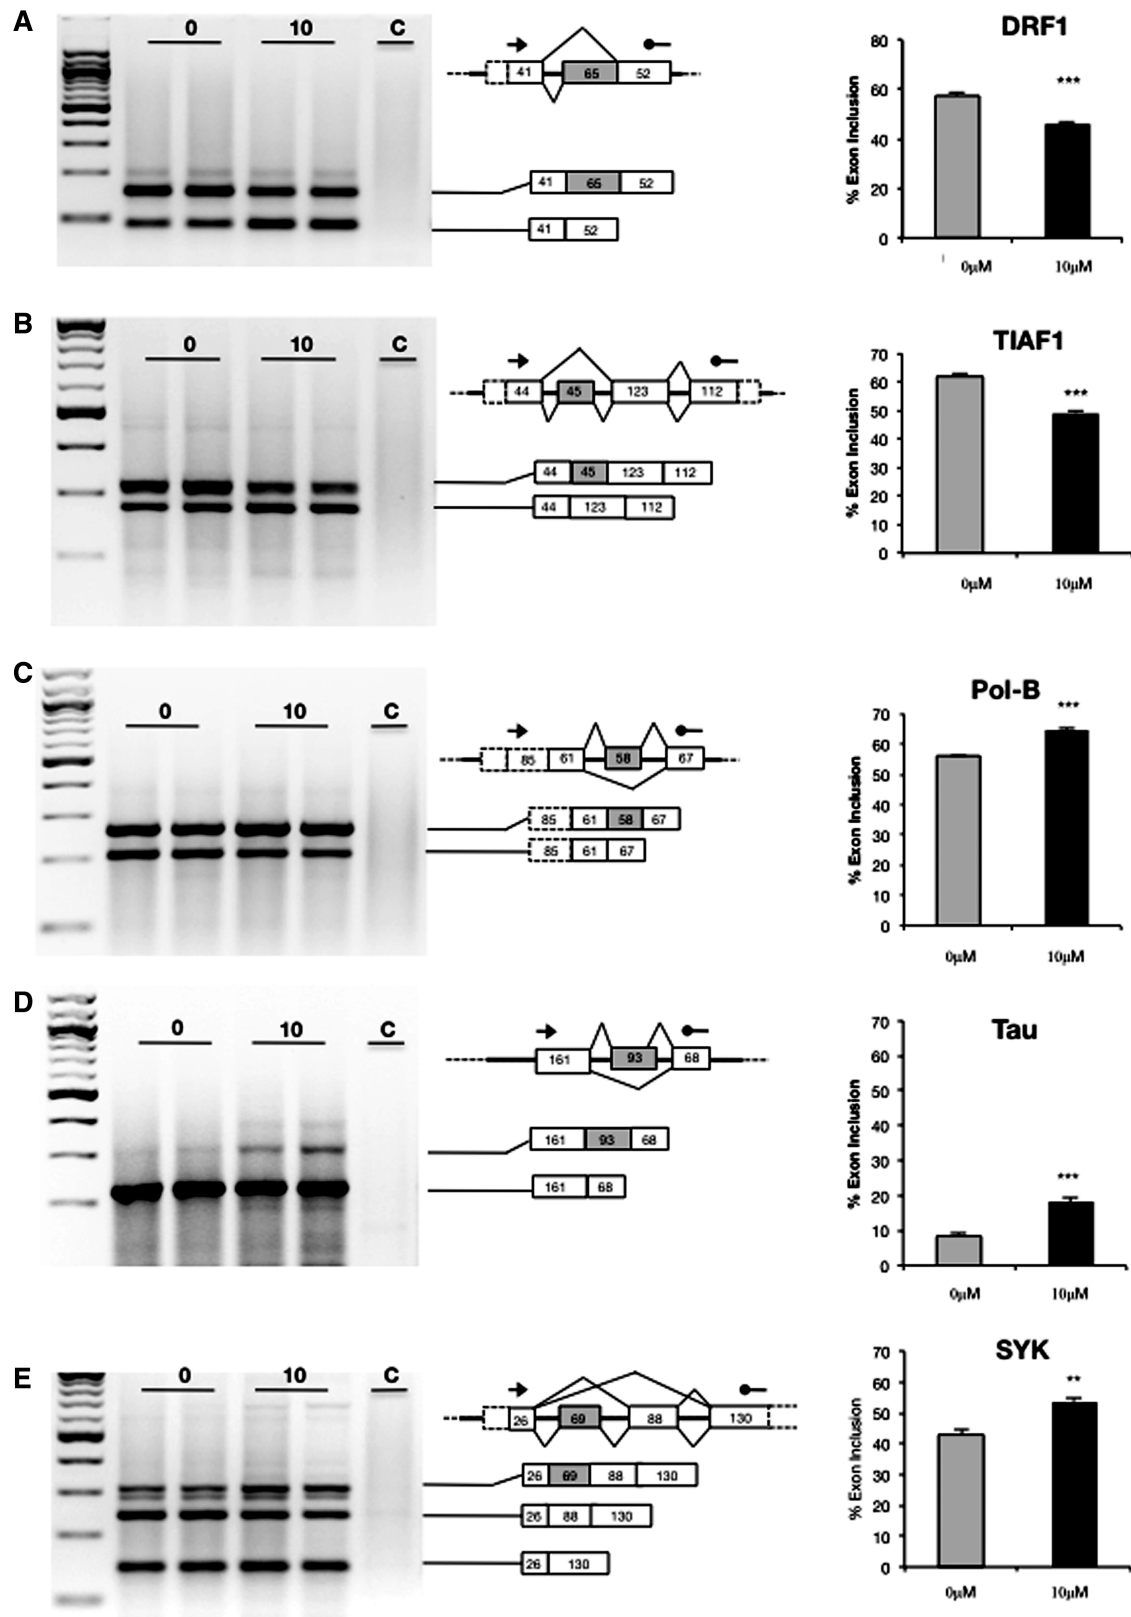 A
0 10 C
41 65 52
41 65 52
41 52
DRF1
% Exon Inclusion
80
60
40
20
0
***
0µM 10µM
B
0 10 C
44 45 123 112
44 45 123 112
44 123 112
TIAF1
% Exon Inclusion
70
60
50
40
30
20
10
0
***
0µM 10µM
C
0 10 C
85 61 58 67
85 61 58 67
85 61 67
Pol-B
% Exon Inclusion
70
60
50
40
30
20
10
0
***
0µM 10µM
D
0 10 C
161 93 68
161 93 68
161 68
Tau
% Exon Inclusion
70
60
50
40
30
20
10
0
***
0µM 10µM
E
0 10 C
26 69 88 130
26 69 88 130
26 88 130
26 130
SYK
% Exon Inclusion
70
60
50
40
30
20
10
0
**
0µM 10µM